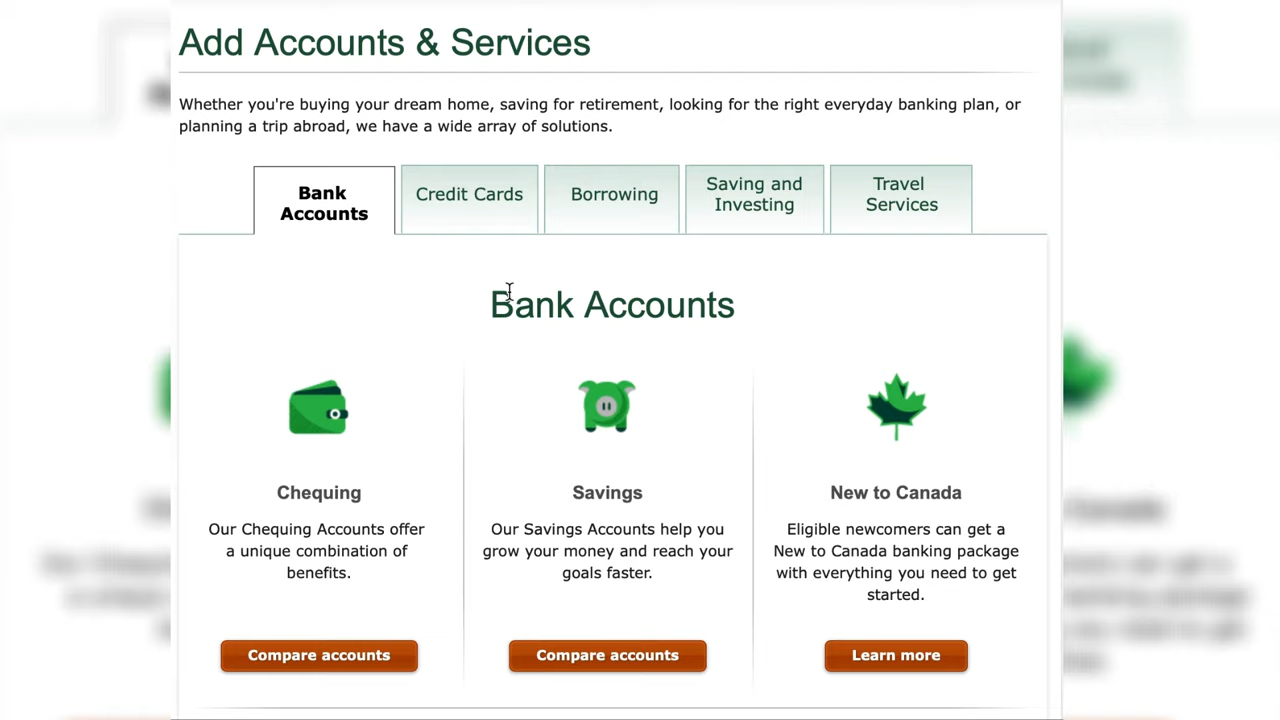 Add Accounts & Services
Whether you're buying your dream home, saving for retirement, looking for the right everyday banking plan, or
planning a trip abroad, we have a wide array of solutions.
Bank
Accounts
Credit Cards
Borrowing
Saving and
Investing
Travel
Services
Bank Accounts
Chequing
Our Chequing Accounts offer
a unique combination of
benefits.
Compare accounts
Savings
Our Savings Accounts help you
grow your money and reach your
goals faster.
Compare accounts
New to Canada
Eligible newcomers can get a
New to Canada banking package
with everything you need to get
started.
Learn more